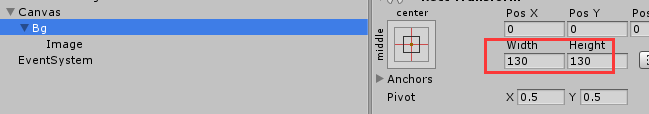 Canvas
Bg
Image
EventSystem
center
middle
Pos X Pos Y
0 0 0
Width Height
130 130
Anchors
Pivot X 0.5 Y 0.5